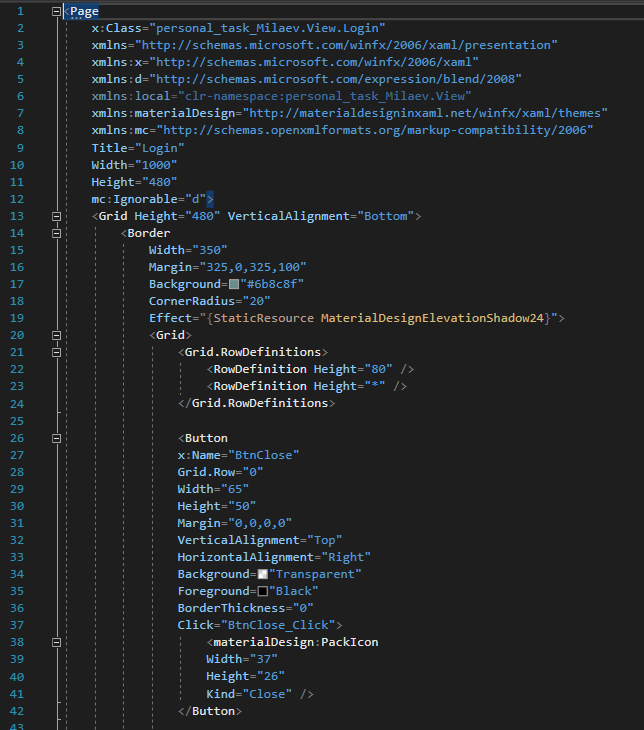 1 <Page
2 x:Class="personal_task_Milaev.View.Login"
3 xmlns="http://schemas.microsoft.com/winfx/2006/xaml/presentation"
4 xmlns:x="http://schemas.microsoft.com/winfx/2006/xaml"
5 xmlns:d="http://schemas.microsoft.com/expression/blend/2008"
6 xmlns:local="clr-namespace:personal_task_Milaev.View"
7 xmlns:materialDesign="http://materialdesigninxaml.net/winfx/xaml/themes"
8 xmlns:mc="http://schemas.openxmlformats.org/markup-compatibility/2006"
9 Title="Login"
10 Width="1000"
11 Height="480"
12 mc:Ignorable="d">
13 <Grid Height="480" VerticalAlignment="Bottom">
14 <Border
15 Width="350"
16 Margin="325,0,325,100"
17 Background="#6b8c8f"
18 CornerRadius="20"
19 Effect="{StaticResource MaterialDesignElevationShadow24}">
20 <Grid>
21 <Grid.RowDefinitions>
22 <RowDefinition Height="80" />
23 <RowDefinition Height="*" />
24 </Grid.RowDefinitions>
25
26 <Button
27 x:Name="BtnClose"
28 Grid.Row="0"
29 Width="65"
30 Height="50"
31 Margin="0,0,0,0"
32 VerticalAlignment="Top"
33 HorizontalAlignment="Right"
34 Background="Transparent"
35 Foreground="Black"
36 BorderThickness="0"
37 Click="BtnClose_Click">
38 <materialDesign:PackIcon
39 Width="37"
40 Height="26"
41 Kind="Close" />
42 </Button>
43